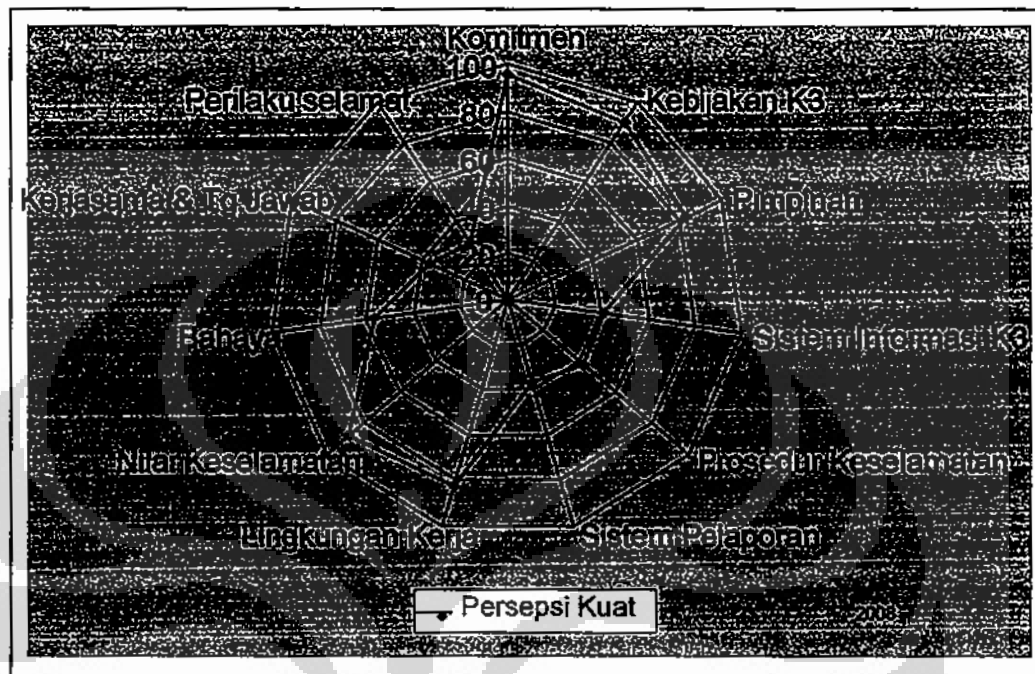 Komitmen
100
Perilaku selamat
Kebijakan K3
80
60
Kerjasama & Tg Jawab
Pimpinan
40
20
0
Bahaya
Sistem Informasi K3
Nilai Keselamatan
Prosedur Keselamatan
Lingkungan Kerja
Sistem Pelaporan
Persepsi Kuat
2008